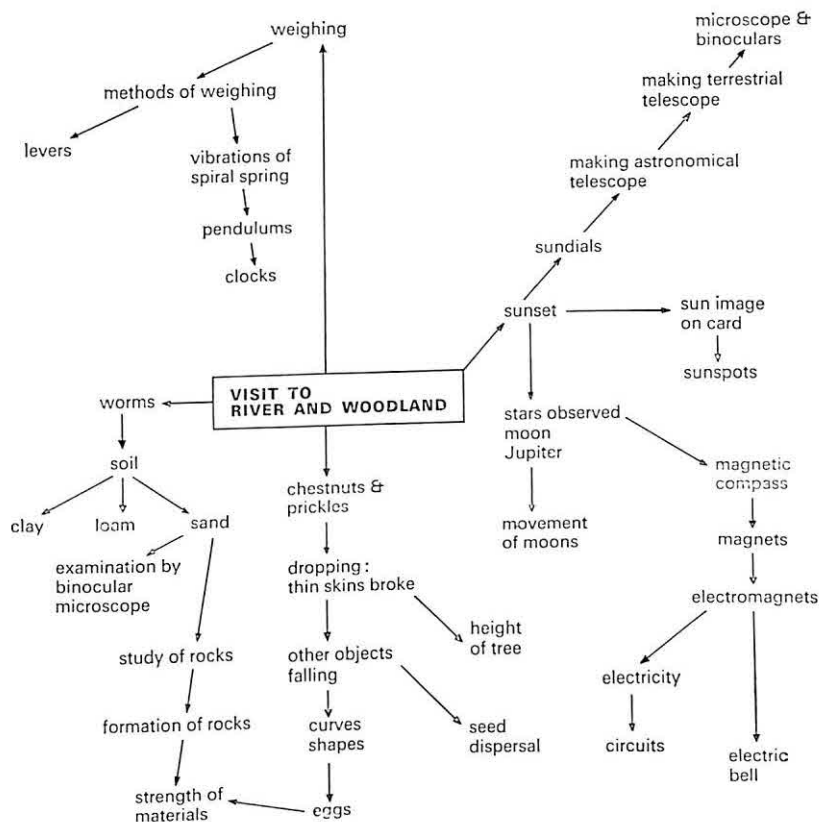 weighing
methods of weighing
levers
vibrations of
spiral spring
pendulums
clocks
microscope &
binoculars
making terrestrial
telescope
making astronomical
telescope
sundials
sunset
sun image
on card
sunspots
VISIT TO
RIVER AND WOODLAND
worms
soil
clay
loam
sand
examination by
binocular
microscope
study of rocks
formation of rocks
strength of
materials
chestnuts &
prickles
dropping:
thin skins broke
height
of tree
other objects
falling
seed
dispersal
curves
shapes
eggs
stars observed
moon
Jupiter
movement
of moons
magnetic
compass
magnets
electromagnets
electricity
circuits
electric
bell